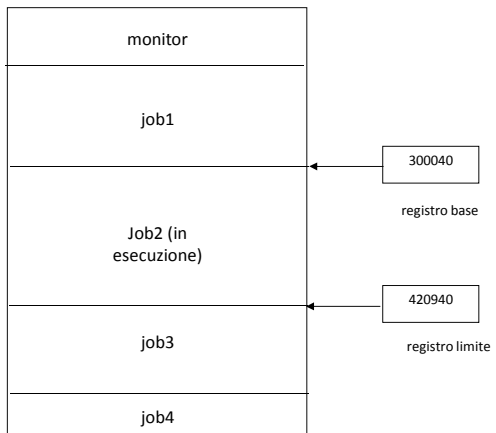 monitor
job1
300040
registro base
Job2 (in
esecuzione)
420940
registro limite
job3
job4